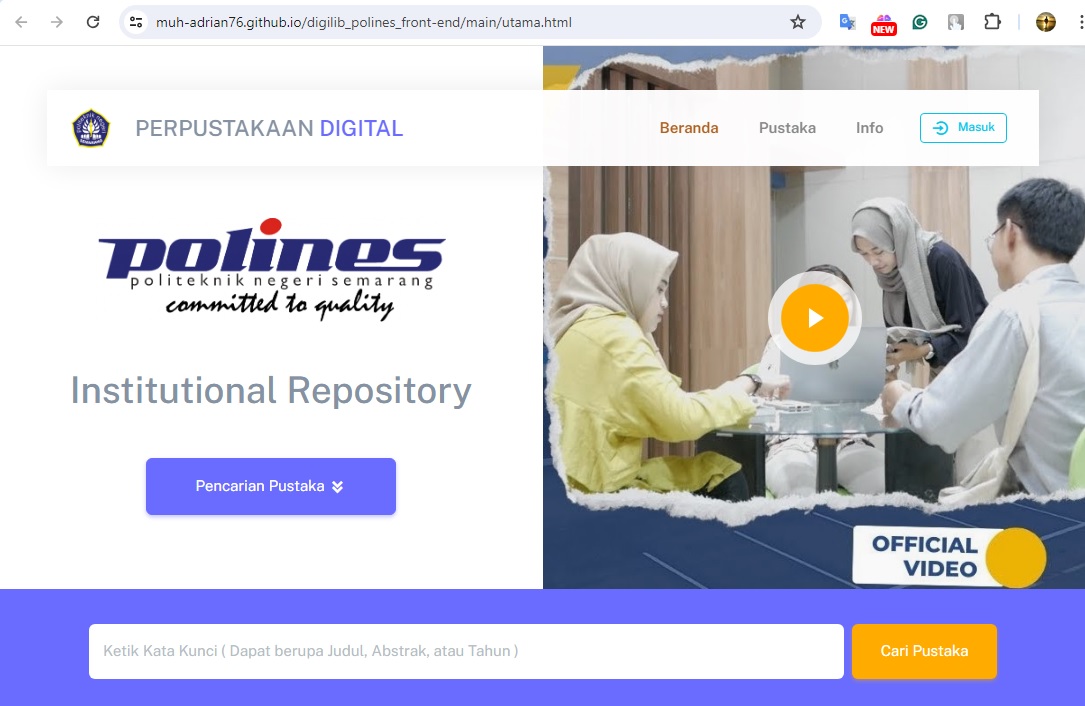 muh-adrian76.github.io/digilib_polines_front-end/main/utama.html
NEW
PERPUSTAKAAN DIGITAL
Beranda
Pustaka
Info
Masuk
polines
politeknik negeri semarang
committed to quality
Institutional Repository
Pencarian Pustaka
OFFICIAL
VIDEO
Ketik Kata Kunci ( Dapat berupa Judul, Abstrak, atau Tahun )
Cari Pustaka